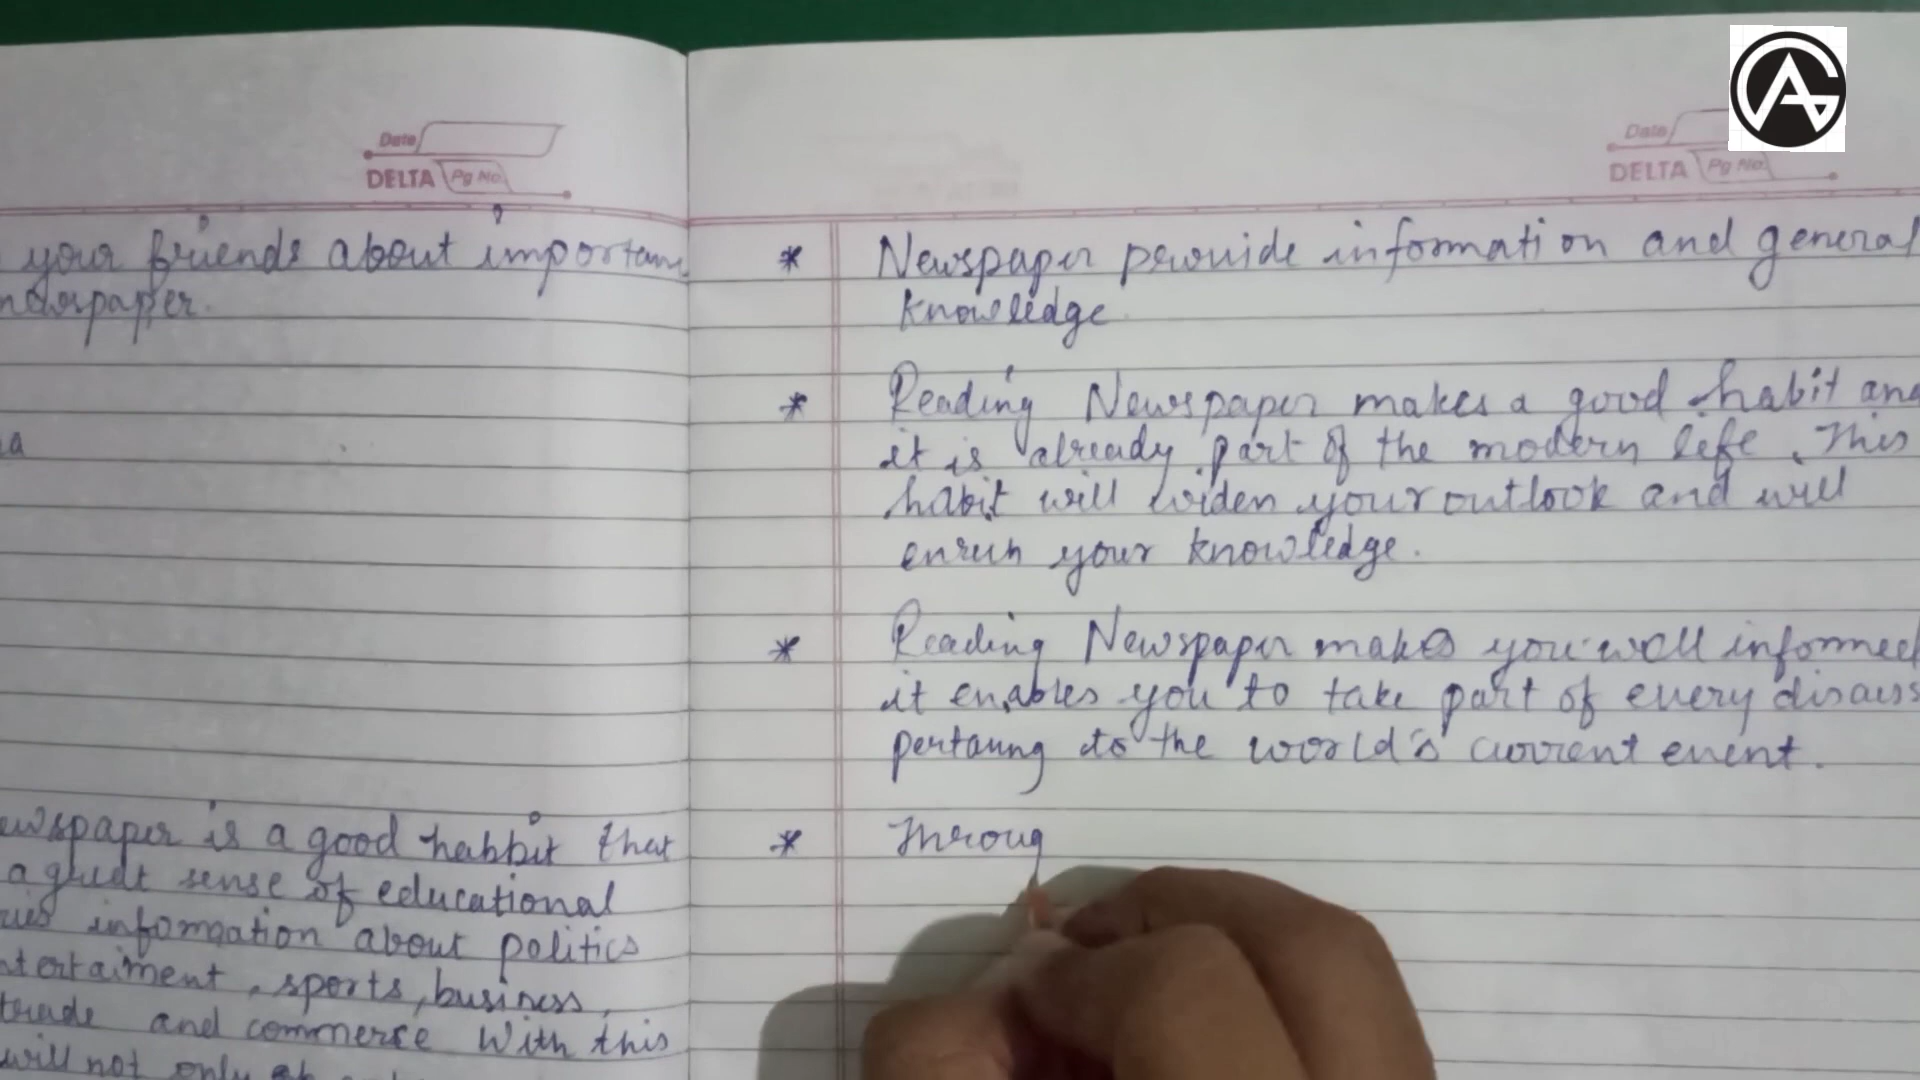 Date
DELTA Pg No.
your friends about importan
newspapper.
a
ewspaper is a good habbit that
a gudt sense of educational
infomation about politics
tertaiment, sports, business,
trade and commerce With this
will not only
Date
DELTA Pg No.
* Newspaper provide information and general
knowledge.
* Reading Newspaper makes a good habit and
it is already part of the modern life. This
habit will widen your outlook and will
enrich your knowledge.
* Reading Newspaper makes you well informed
it enables you to take part of every discuss
pertaing to the world's current event.
* Throug